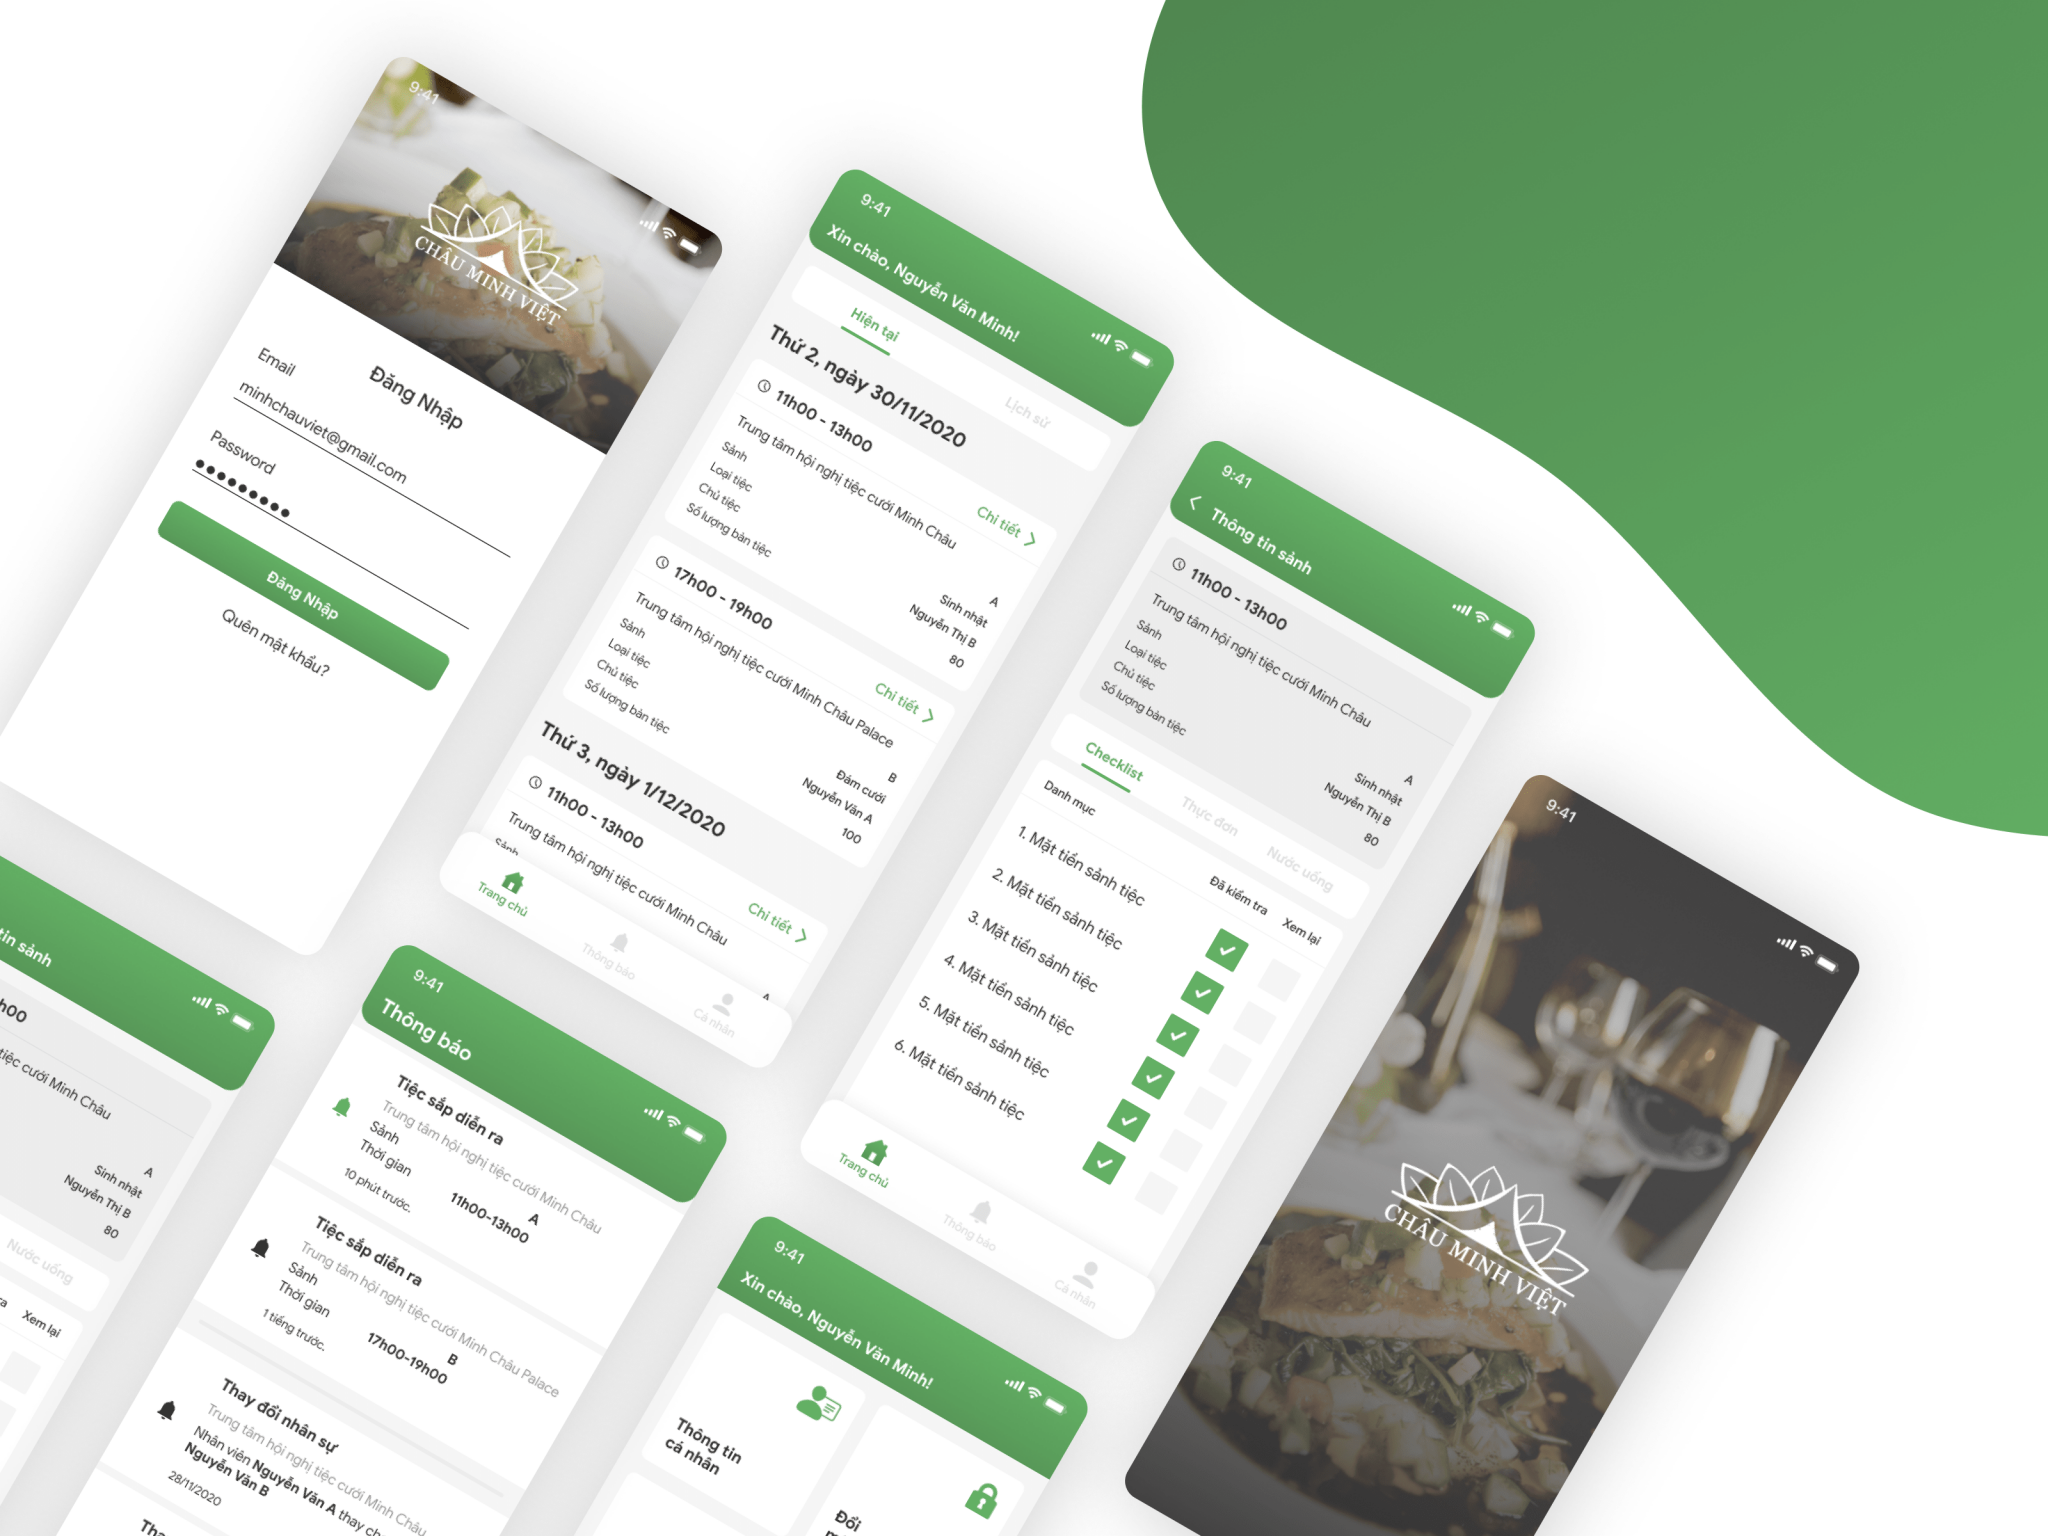 9:41
CHÂU MINH VIỆT
Đăng Nhập
Email
minhchauviet@gmail.com
Password
Đăng Nhập
Quên mật khẩu?
9:41
Xin chào, Nguyễn Văn Minh!
Hiện tại
Lịch sử
Thứ 2, ngày 30/11/2020
11h00 - 13h00
Chi tiết
Trung tâm hội nghị tiệc cưới Minh Châu
Sảnh A
Loại tiệc Sinh nhật
Chủ tiệc Nguyễn Thị B
Số lượng bàn tiệc 80
17h00 - 19h00
Chi tiết
Trung tâm hội nghị tiệc cưới Minh Châu Palace
Sảnh B
Loại tiệc Đám cưới
Chủ tiệc Nguyễn Văn A
Số lượng bàn tiệc 100
Thứ 3, ngày 1/12/2020
11h00 - 13h00
Chi tiết
Trung tâm hội nghị tiệc cưới Minh Châu
Sảnh A
Trang chủ
Thông báo
Cá nhân
9:41
Thông tin sảnh
11h00 - 13h00
Trung tâm hội nghị tiệc cưới Minh Châu
Sảnh A
Loại tiệc Sinh nhật
Chủ tiệc Nguyễn Thị B
Số lượng bàn tiệc 80
Checklist
Thực đơn
Nước uống
Danh mục Đã kiểm tra Xem lại
1. Mặt tiền sảnh tiệc
2. Mặt tiền sảnh tiệc
3. Mặt tiền sảnh tiệc
4. Mặt tiền sảnh tiệc
5. Mặt tiền sảnh tiệc
6. Mặt tiền sảnh tiệc
Trang chủ
Thông báo
Cá nhân
9:41
CHÂU MINH VIỆT
tin sảnh
h00
tiệc cưới Minh Châu
A
Sinh nhật
Nguyễn Thị B
80
Nước uống
ra Xem lại
9:41
Thông báo
Tiệc sắp diễn ra
Trung tâm hội nghị tiệc cưới Minh Châu
Sảnh A
Thời gian 11h00-13h00
10 phút trước.
Tiệc sắp diễn ra
Trung tâm hội nghị tiệc cưới Minh Châu Palace
Sảnh B
Thời gian 17h00-19h00
1 tiếng trước.
Thay đổi nhân sự
Trung tâm hội nghị tiệc cưới Minh Châu
Nhân viên Nguyễn Văn A thay ch
Nguyễn Văn B
28/11/2020
Tha
9:41
Xin chào, Nguyễn Văn Minh!
Thông tin
cá nhân
Đổi